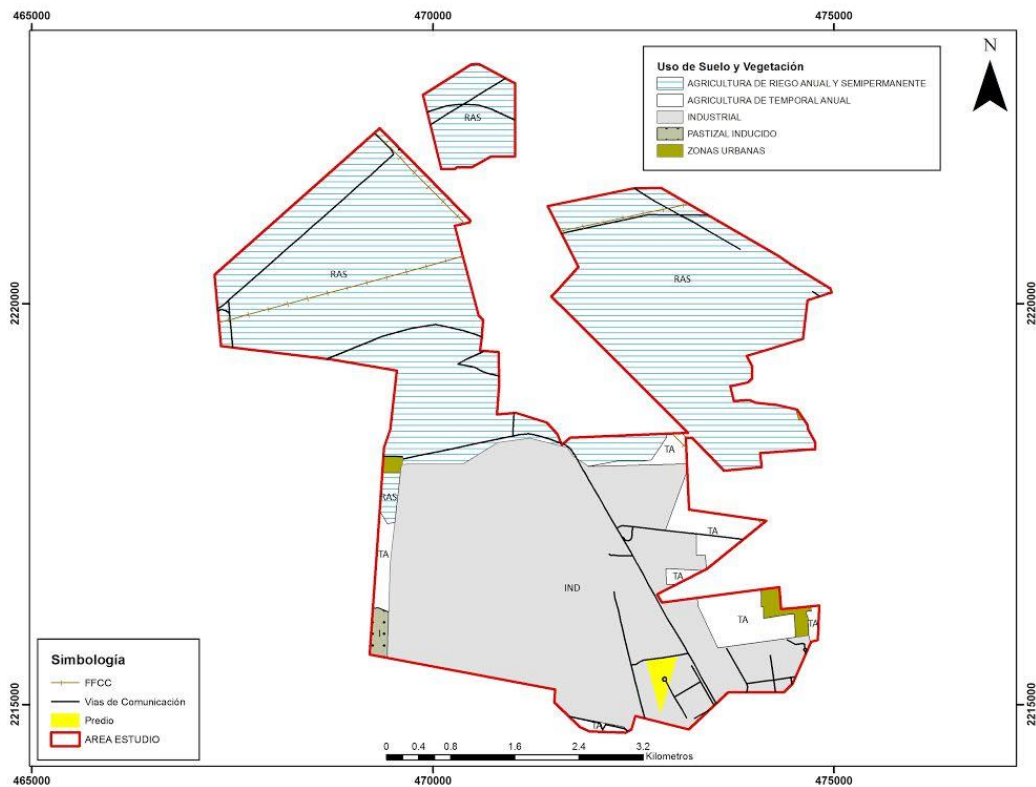 465000
470000
475000
N
Uso de Suelo y Vegetación
AGRICULTURA DE RIEGO ANUAL Y SEMIPERMANENTE
AGRICULTURA DE TEMPORAL ANUAL
INDUSTRIAL
PASTIZAL INDUCIDO
ZONAS URBANAS
RAS
RAS
RAS
2220000
2220000
TA
RAS
TA
TA
TA
IND
TA
TA
I
2215000
2215000
TA
Simbología
FFCC
Vias de Comunicación
Predio
AREA ESTUDIO
0 0.4 0.8 1.6 2.4 3.2
Kilometros
465000
470000
475000